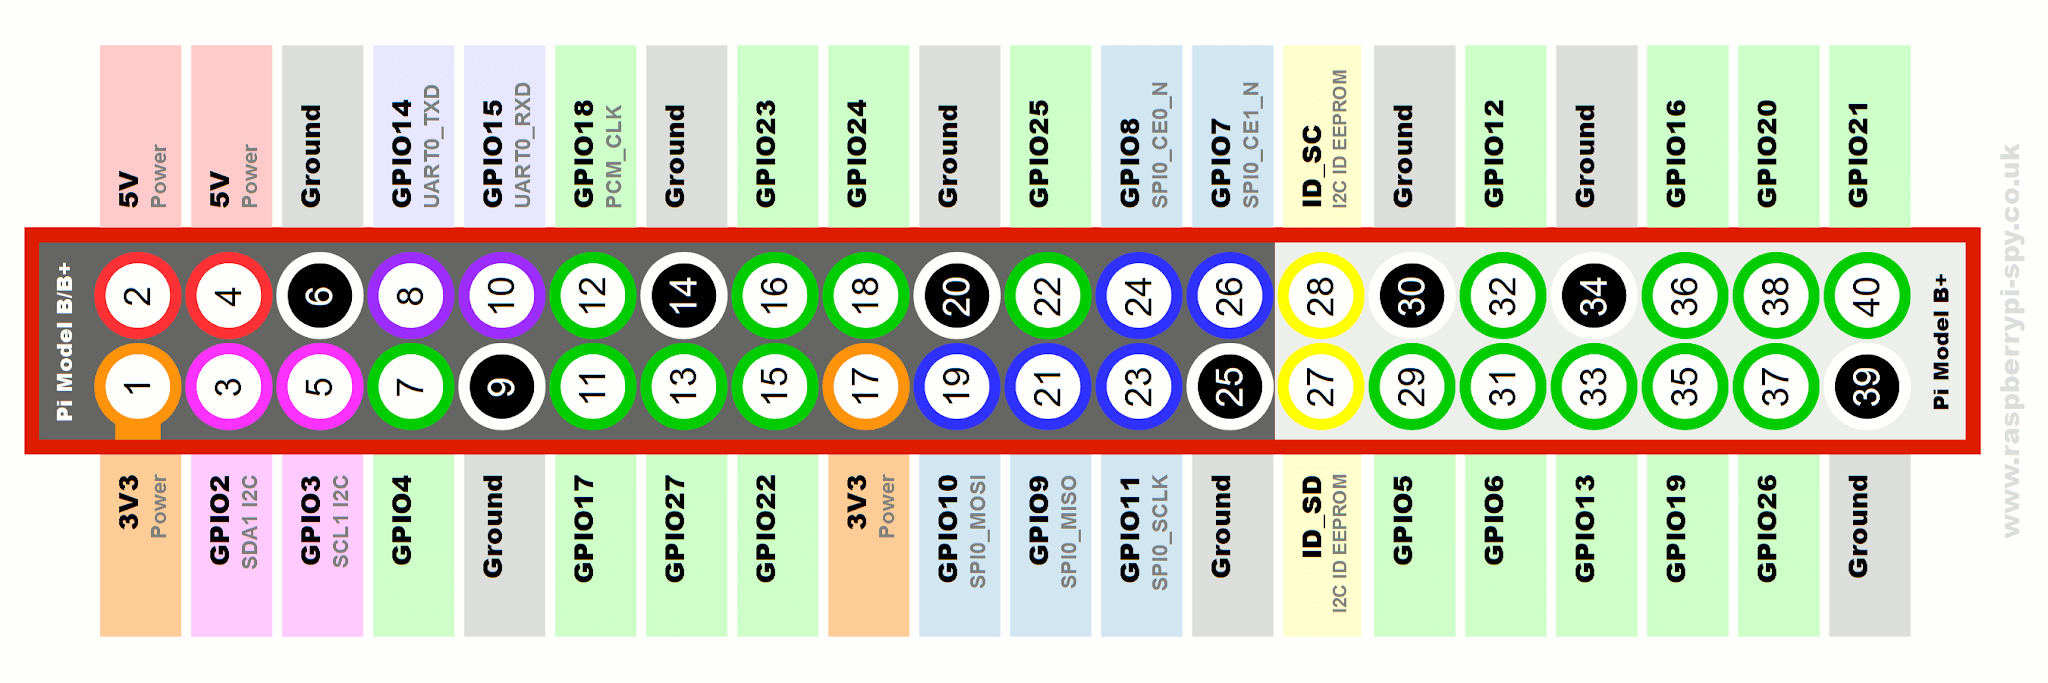 5V
Power
5V
Power
Ground
GPIO14
UART0_TXD
GPIO15
UART0_RXD
GPIO18
PCM_CLK
Ground
GPIO23
GPIO24
Ground
GPIO25
GPIO8
SPI0_CE0_N
GPIO7
SPI0_CE1_N
ID_SC
I2C ID EEPROM
Ground
GPIO12
Ground
GPIO16
GPIO20
GPIO21
Pi Model B/B+
2
4
6
8
10
12
14
16
18
20
22
24
26
28
30
32
34
36
38
40
1
3
5
7
9
11
13
15
17
19
21
23
25
27
29
31
33
35
37
39
Pi Model B+
3V3
Power
GPIO2
SDA1 I2C
GPIO3
SCL1 I2C
GPIO4
Ground
GPIO17
GPIO27
GPIO22
3V3
Power
GPIO10
SPI0_MOSI
GPIO9
SPI0_MISO
GPIO11
SPI0_SCLK
Ground
ID_SD
I2C ID EEPROM
GPIO5
GPIO6
GPIO13
GPIO19
GPIO26
Ground
www.raspberrypi-spy.co.uk